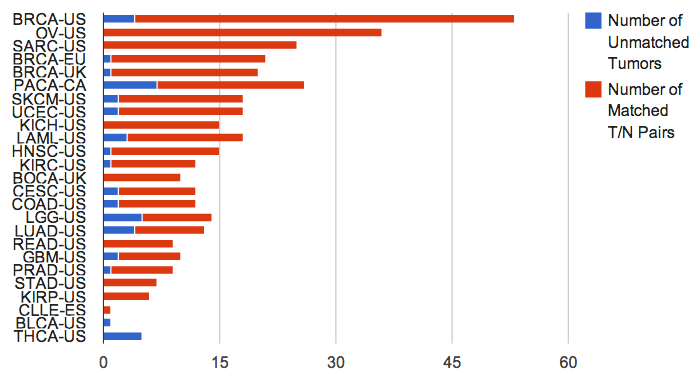 BRCA-US
OV-US
SARC-US
BRCA-EU
BRCA-UK
PACA-CA
SKCM-US
UCEC-US
KICH-US
LAML-US
HNSC-US
KIRC-US
BOCA-UK
CESC-US
COAD-US
LGG-US
LUAD-US
READ-US
GBM-US
PRAD-US
STAD-US
KIRP-US
CLLE-ES
BLCA-US
THCA-US
0 15 30 45 60
Number of
Unmatched
Tumors
Number of
Matched
T/N Pairs